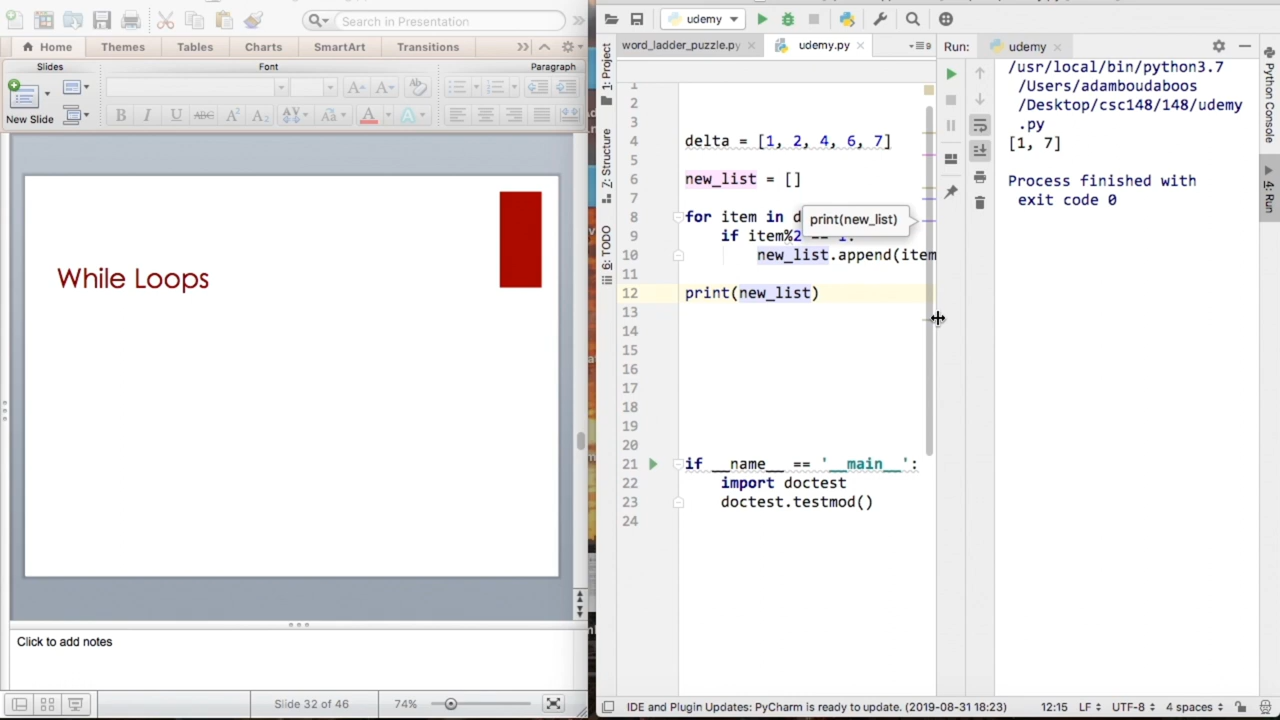 Search in Presentation
Home
Themes
Tables
Charts
SmartArt
Transitions
Slides
Font
Paragraph
New Slide
While Loops
Click to add notes
Slide 32 of 46
74%
udemy
word_ladder_puzzle.py
udemy.py
Run:
udemy
1: Project
Z: Structure
6: TODO
Python Console
4: Run
1
2
3
4 delta = [1, 2, 4, 6, 7]
5
6 new_list = []
7
8 for item in d
print(new_list)
9 if item%2 == 1:
10 new_list.append(item
11
12 print(new_list)
13
14
15
16
17
18
19
20
21 if __name__ == '__main__':
22 import doctest
23 doctest.testmod()
24
/usr/local/bin/python3.7
/Users/adamboudaboos
/Desktop/csc148/148/udemy
.py
[1, 7]
Process finished with
exit code 0
IDE and Plugin Updates: PyCharm is ready to update. (2019-08-31 18:23)
12:15
LF
UTF-8
4 spaces